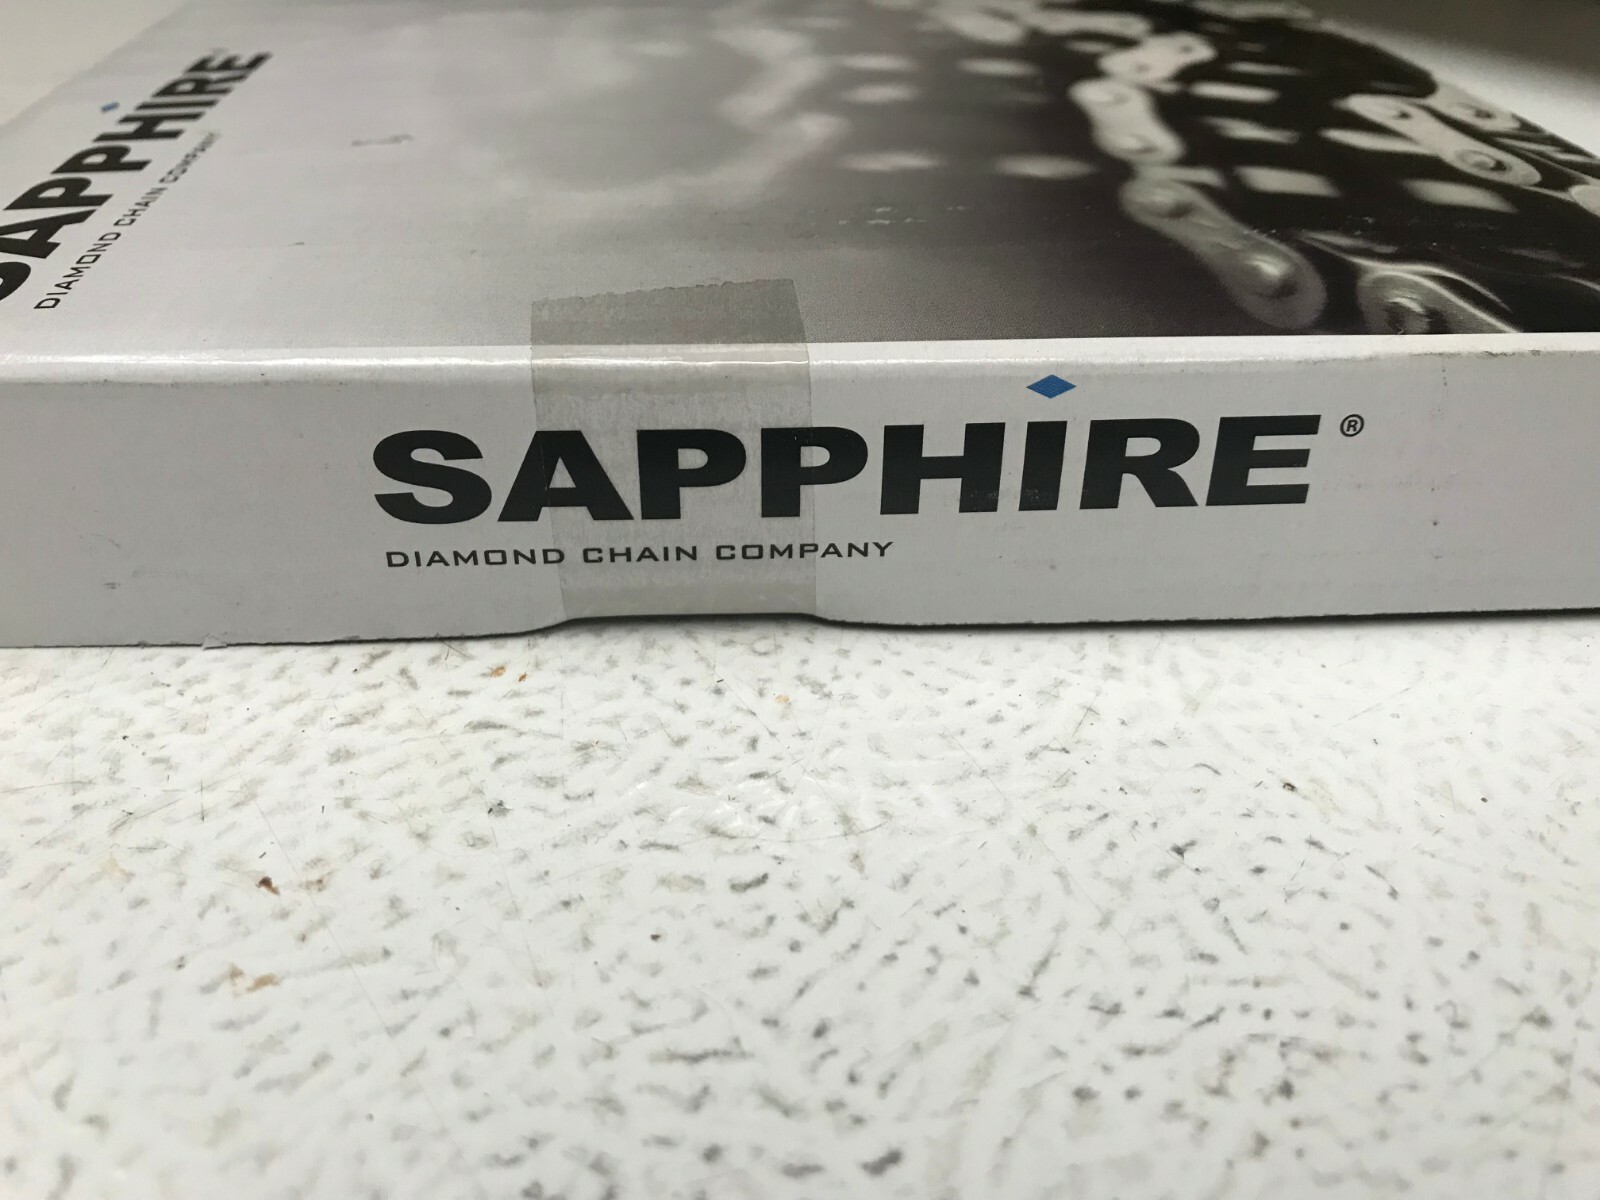 SAPPHIRE
DIAMOND CHAIN COMPANY
SAPPHIRE®
DIAMOND CHAIN COMPANY